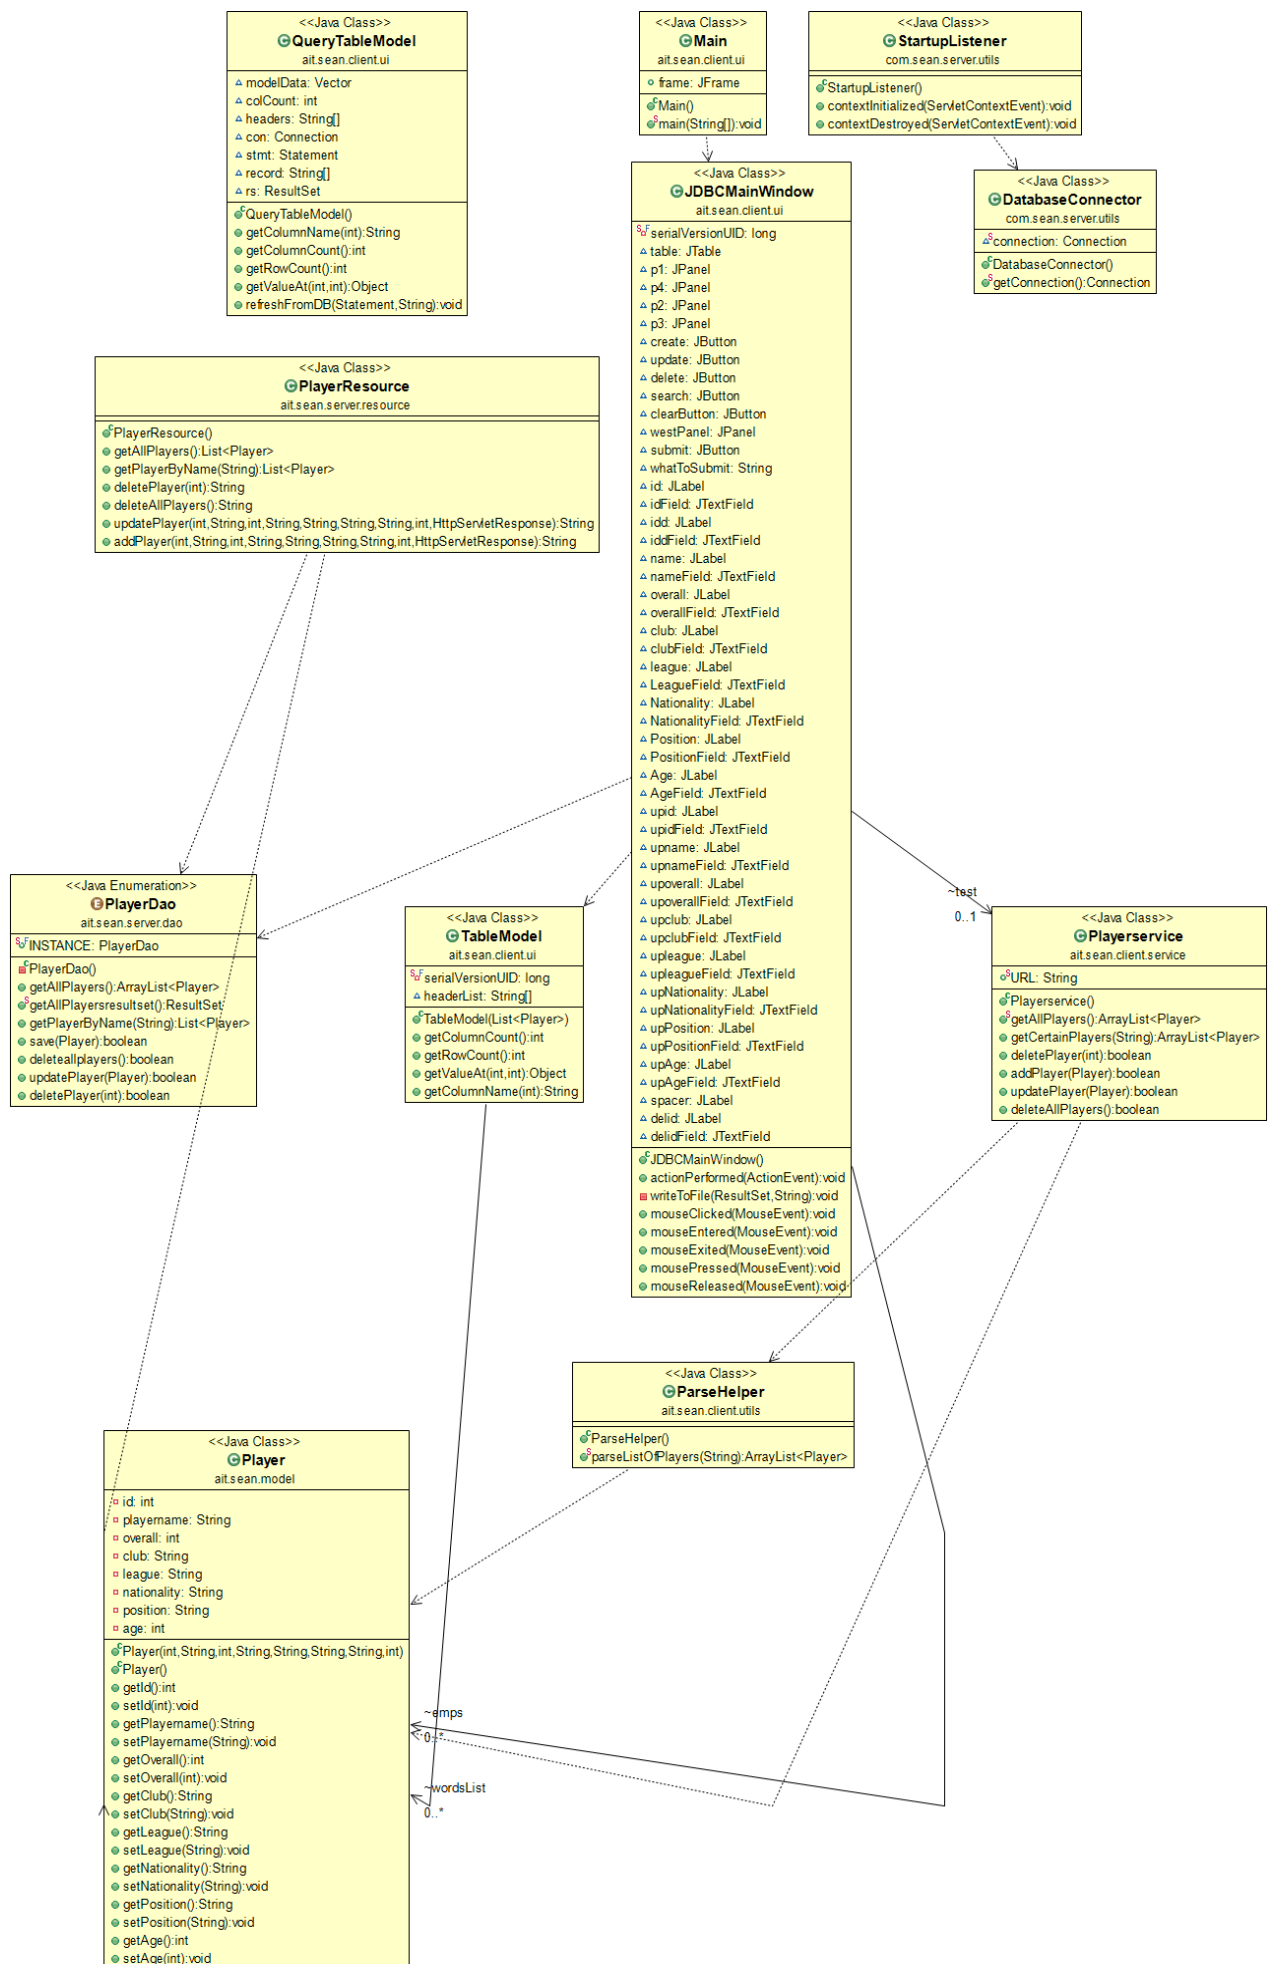 <<Java Class>>
QueryTableModel
ait.sean.client.ui
modelData: Vector
colCount: int
headers: String[]
con: Connection
stmt: Statement
record: String[]
rs: ResultSet
QueryTableModel()
getColumnName(int):String
getColumnCount():int
getRowCount():int
getValueAt(int,int):Object
refreshFromDB(Statement,String):void
<<Java Class>>
Main
ait.sean.client.ui
frame: JFrame
Main()
main(String[]):void
<<Java Class>>
StartupListener
com.sean.server.utils
StartupListener()
contextInitialized(ServletContextEvent):void
contextDestroyed(ServletContextEvent):void
<<Java Class>>
JDBCMainWindow
ait.sean.client.ui
serialVersionUID: long
table: JTable
p1: JPanel
p4: JPanel
p2: JPanel
p3: JPanel
create: JButton
update: JButton
delete: JButton
search: JButton
clearButton: JButton
westPanel: JPanel
submit: JButton
whatToSubmit: String
id: JLabel
idField: JTextField
idd: JLabel
iddField: JTextField
name: JLabel
nameField: JTextField
overall: JLabel
overallField: JTextField
club: JLabel
clubField: JTextField
league: JLabel
LeagueField: JTextField
Nationality: JLabel
NationalityField: JTextField
Position: JLabel
PositionField: JTextField
Age: JLabel
AgeField: JTextField
upid: JLabel
upidField: JTextField
upname: JLabel
upnameField: JTextField
upoverall: JLabel
upoverallField: JTextField
upclub: JLabel
upclubField: JTextField
upleague: JLabel
upleagueField: JTextField
upNationality: JLabel
upNationalityField: JTextField
upPosition: JLabel
upPositionField: JTextField
upAge: JLabel
upAgeField: JTextField
spacer: JLabel
delid: JLabel
delidField: JTextField
JDBCMainWindow()
actionPerformed(ActionEvent):void
writeToFile(ResultSet,String):void
mouseClicked(MouseEvent):void
mouseEntered(MouseEvent):void
mouseExited(MouseEvent):void
mousePressed(MouseEvent):void
mouseReleased(MouseEvent):void
<<Java Class>>
DatabaseConnector
com.sean.server.utils
connection: Connection
DatabaseConnector()
getConnection():Connection
<<Java Class>>
PlayerResource
ait.sean.server.resource
PlayerResource()
getAllPlayers():List<Player>
getPlayerByName(String):List<Player>
deletePlayer(int):String
deleteAllPlayers():String
updatePlayer(int,String,int,String,String,String,String,int,HttpServletResponse):String
addPlayer(int,String,int,String,String,String,String,int,HttpServletResponse):String
<<Java Enumeration>>
PlayerDao
ait.sean.server.dao
INSTANCE: PlayerDao
PlayerDao()
getAllPlayers():ArrayList<Player>
getAllPlayersresultset():ResultSet
getPlayerByName(String):List<Player>
save(Player):boolean
deleteallplayers():boolean
updatePlayer(Player):boolean
deletePlayer(int):boolean
<<Java Class>>
TableModel
ait.sean.client.ui
serialVersionUID: long
headerList: String[]
TableModel(List<Player>)
getColumnCount():int
getRowCount():int
getValueAt(int,int):Object
getColumnName(int):String
~test
0..1
<<Java Class>>
Playerservice
ait.sean.client.service
URL: String
Playerservice()
getAllPlayers():ArrayList<Player>
getCertainPlayers(String):ArrayList<Player>
deletePlayer(int):boolean
addPlayer(Player):boolean
updatePlayer(Player):boolean
deleteAllPlayers():boolean
<<Java Class>>
ParseHelper
ait.sean.client.utils
ParseHelper()
parseListOfPlayers(String):ArrayList<Player>
<<Java Class>>
Player
ait.sean.model
id: int
playername: String
overall: int
club: String
league: String
nationality: String
position: String
age: int
Player(int,String,int,String,String,String,String,int)
Player()
getId():int
setId(int):void
getPlayername():String
setPlayername(String):void
getOverall():int
setOverall(int):void
getClub():String
setClub(String):void
getLeague():String
setLeague(String):void
getNationality():String
setNationality(String):void
getPosition():String
setPosition(String):void
getAge():int
setAge(int):void
~emps
0..*
~wordsList
0..*